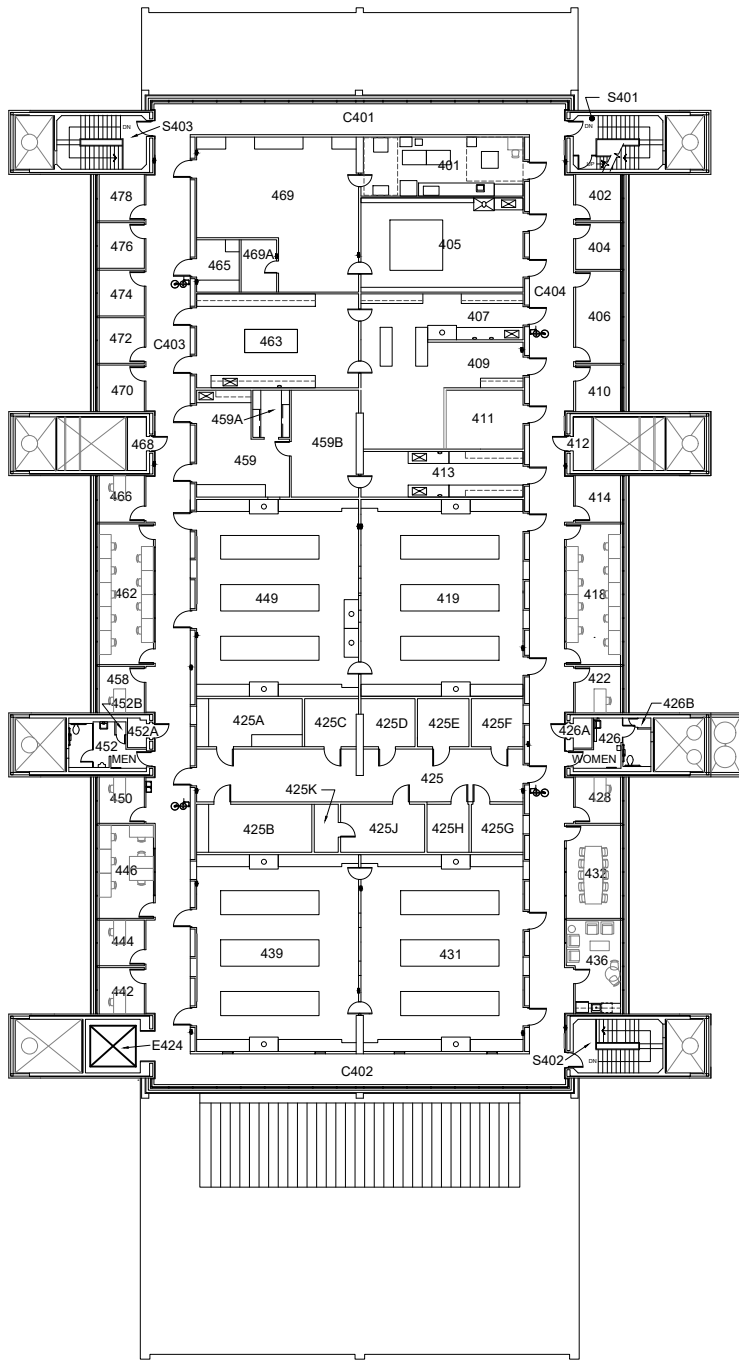 S401
C401
DN
S403
DN
UP
401
478
469
402
476
465
469A
405
404
474
C404
407
406
472
C403
463
409
470
410
459A
411
459B
468
459
412
413
466
414
462
449
419
418
458
422
452B
426B
452A
425A
425C
425D
425E
425F
426A
426
452
MEN
WOMEN
425
450
425K
428
425B
425J
425H
425G
446
432
444
439
431
436
442
E424
S402
DN
C402